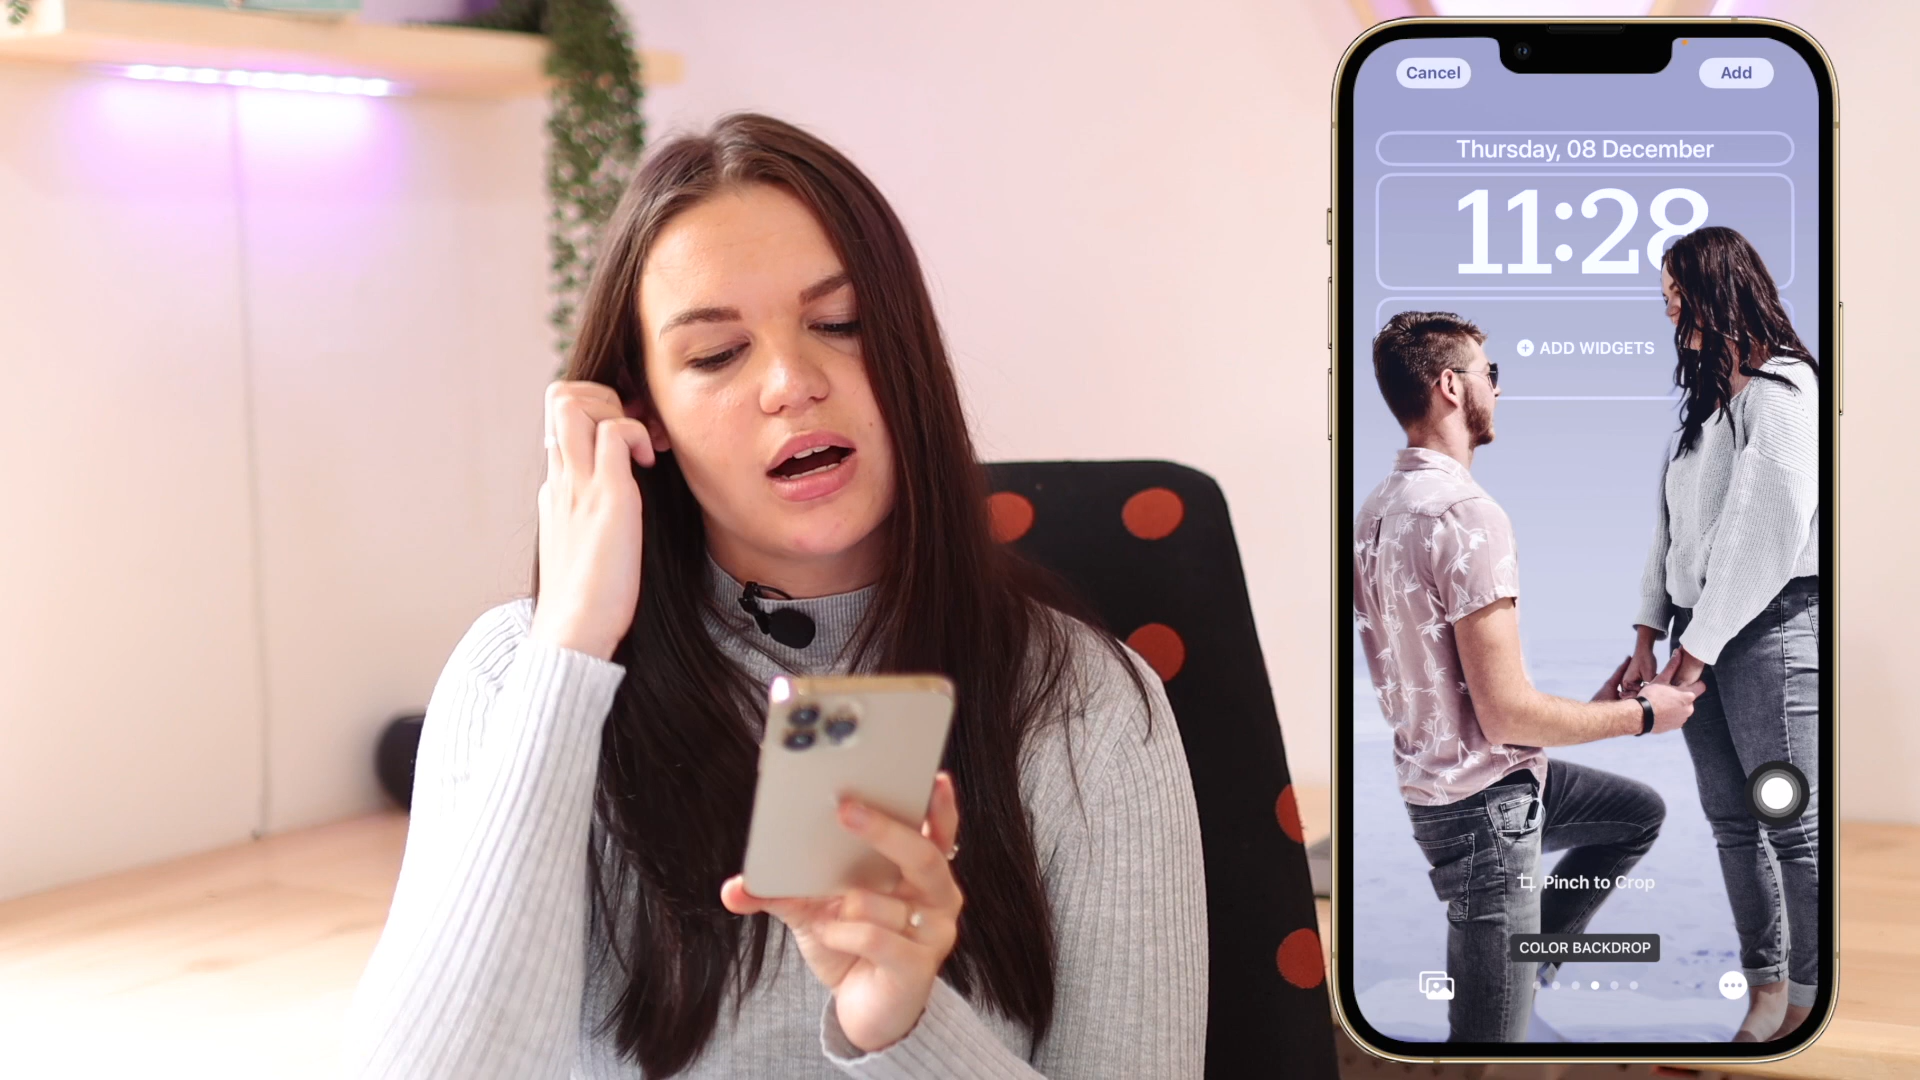 Cancel
Add
Thursday, 08 December
11:28
ADD WIDGETS
Pinch to Crop
COLOR BACKDROP